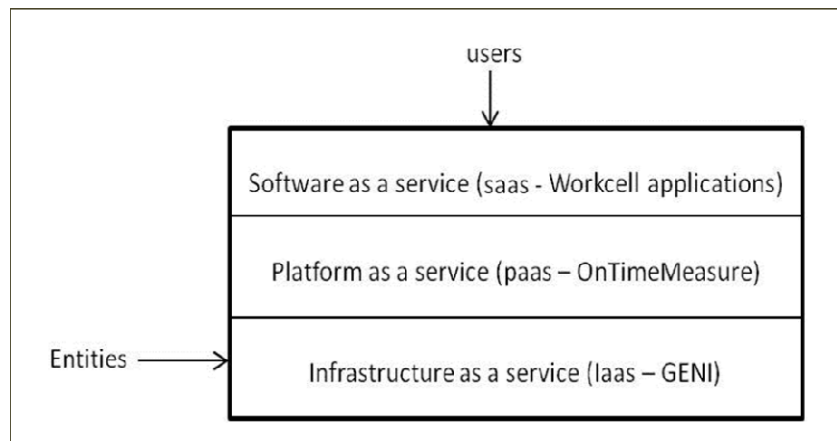 users
Software as a service (saas - Workcell applications)
Platform as a service (paas – OnTimeMeasure)
Entities
Infrastructure as a service (Iaas – GENI)